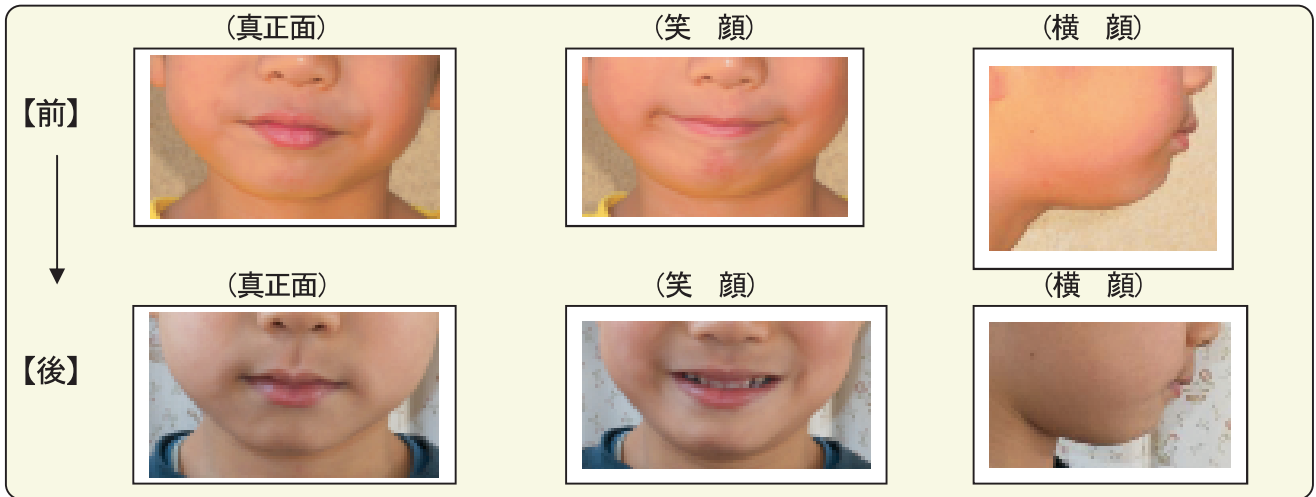 (真正面)
(笑　顔)
(横　顔)
【前】
(真正面)
(笑　顔)
(横　顔)
【後】